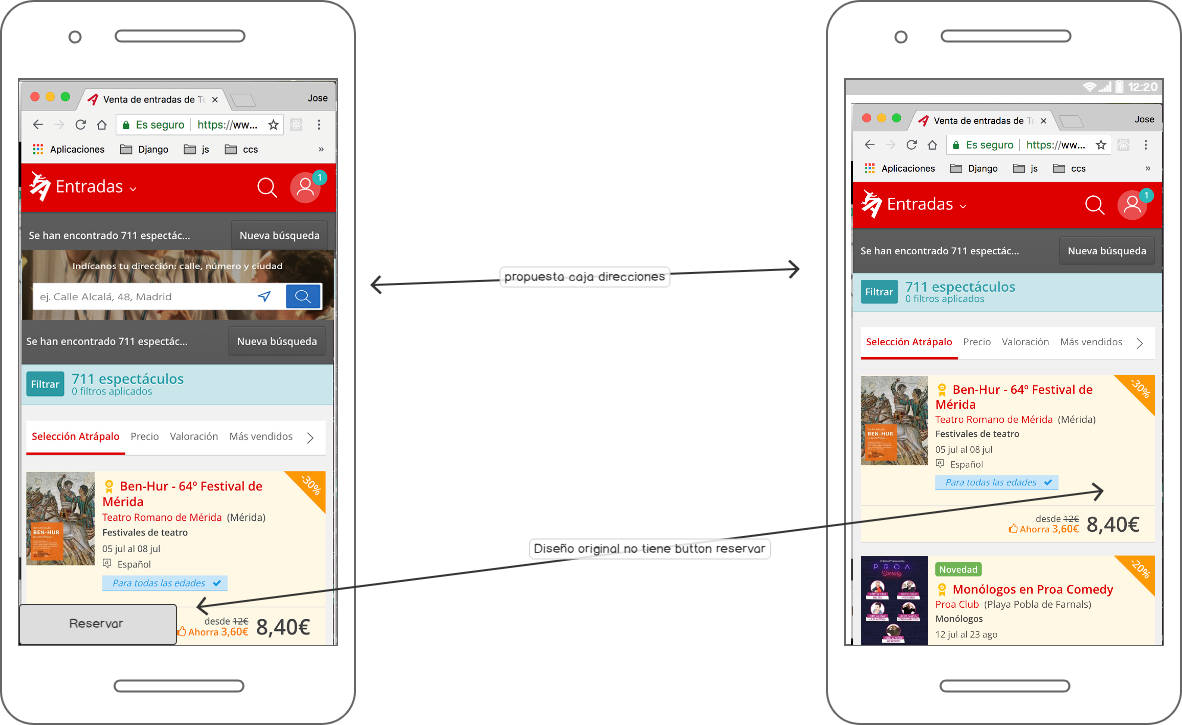 Venta de entradas de Tu
Jose
Es seguro
https://ww...
Aplicaciones
Django
js
ccs
»
Entradas
1
Se han encontrado 711 espectác...
Nueva búsqueda
Indícanos tu dirección: calle, número y ciudad
ej. Calle Alcalá, 48, Madrid
Se han encontrado 711 espectác...
Nueva búsqueda
Filtrar
711 espectáculos
0 filtros aplicados
Selección Atrápalo
Precio
Valoración
Más vendidos
BEN-HUR
-30%
Ben-Hur - 64º Festival de
Mérida
Teatro Romano de Mérida (Mérida)
Festivales de teatro
05 jul al 08 jul
Español
Para todas las edades
Reservar
desde 12€
Ahorra 3,60€
8,40€
propuesta caja direcciones
Diseño original no tiene button reservar
12:20
Venta de entradas de Tu
Jose
Es seguro
https://ww...
Aplicaciones
Django
js
ccs
»
Entradas
1
Se han encontrado 711 espectác...
Nueva búsqueda
Filtrar
711 espectáculos
0 filtros aplicados
Selección Atrápalo
Precio
Valoración
Más vendidos
BEN-HUR
-30%
Ben-Hur - 64º Festival de
Mérida
Teatro Romano de Mérida (Mérida)
Festivales de teatro
05 jul al 08 jul
Español
Para todas las edades
desde 12€
Ahorra 3,60€
8,40€
PROA
Comedy
-20%
Novedad
Monólogos en Proa Comedy
Proa Club (Playa Pobla de Farnals)
Monólogos
12 jul al 23 ago